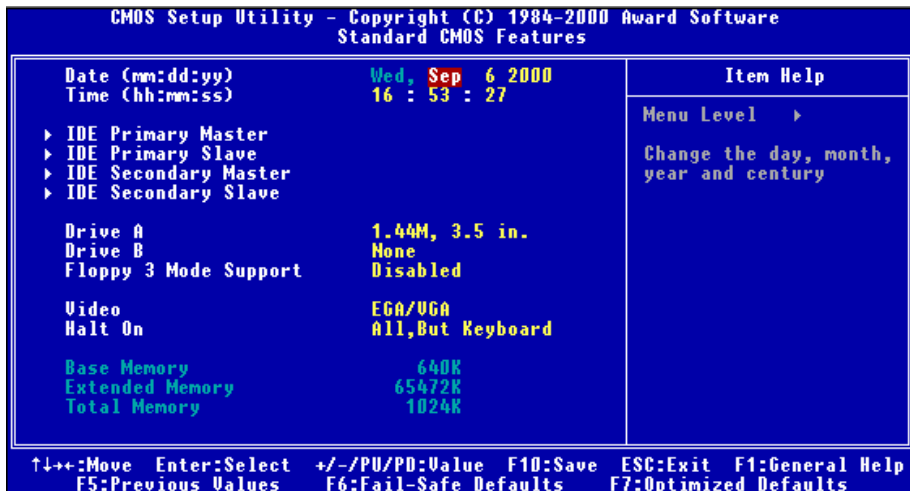 CMOS Setup Utility - Copyright (C) 1984-2000 Award Software
Standard CMOS Features
Date (mm:dd:yy) Wed, Sep 6 2000
Time (hh:mm:ss) 16 : 53 : 27
Item Help
Menu Level ▸
Change the day, month,
year and century
▸ IDE Primary Master
▸ IDE Primary Slave
▸ IDE Secondary Master
▸ IDE Secondary Slave
Drive A 1.44M, 3.5 in.
Drive B None
Floppy 3 Mode Support Disabled
Video EGA/VGA
Halt On All,But Keyboard
Base Memory 640K
Extended Memory 65472K
Total Memory 1024K
↑↓→←:Move Enter:Select +/-/PU/PD:Value F10:Save ESC:Exit F1:General Help
F5:Previous Values F6:Fail-Safe Defaults F7:Optimized Defaults